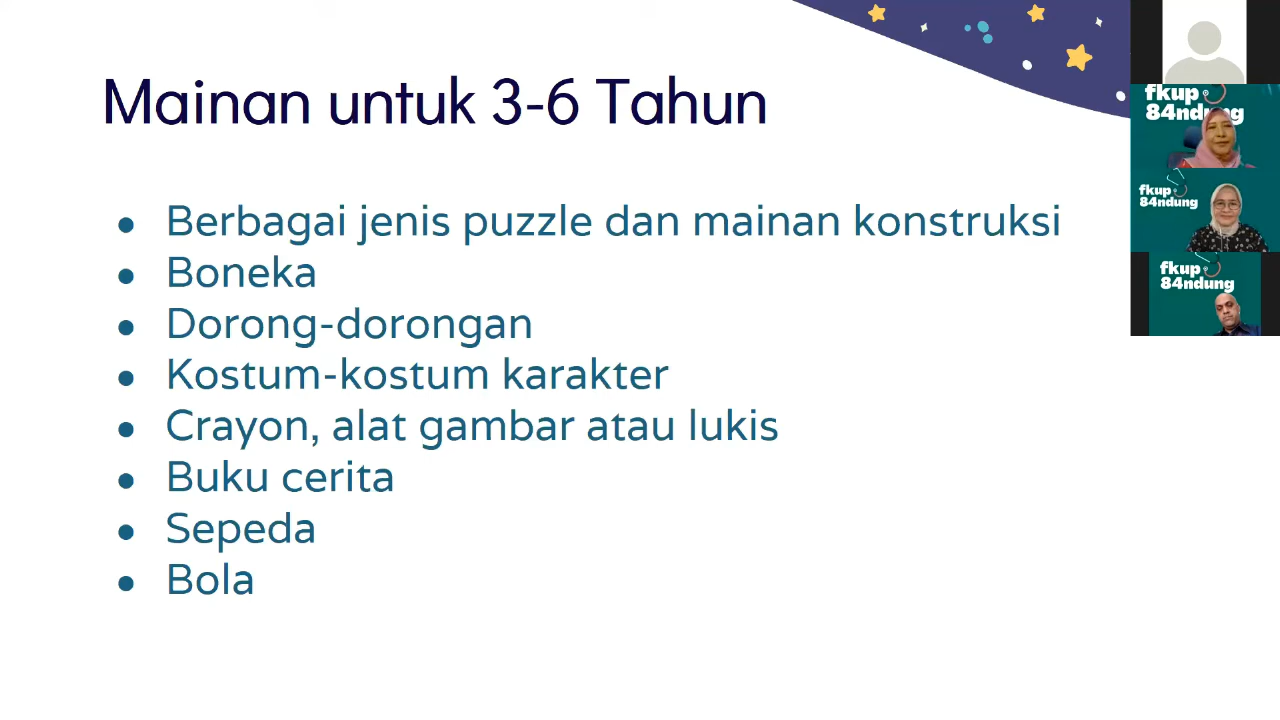 Mainan untuk 3-6 Tahun
● Berbagai jenis puzzle dan mainan konstruksi
● Boneka
● Dorong-dorongan
● Kostum-kostum karakter
● Crayon, alat gambar atau lukis
● Buku cerita
● Sepeda
● Bola
fkup
84ndung
fkup
84ndung
fkup
84ndung